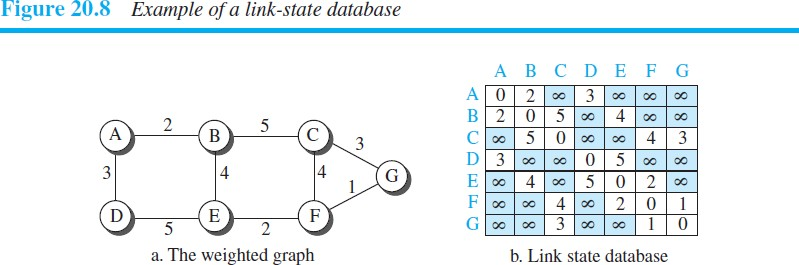 Figure 20.8 Example of a link-state database
A B C D E F G
A 0 2 ∞ 3 ∞ ∞ ∞
B 2 0 5 ∞ 4 ∞ ∞
C ∞ 5 0 ∞ ∞ 4 3
D 3 ∞ ∞ 0 5 ∞ ∞
E ∞ 4 ∞ 5 0 2 ∞
F ∞ ∞ 4 ∞ 2 0 1
G ∞ ∞ 3 ∞ ∞ 1 0
A 2 B 5 C 3
3 4 4 1 G
D 5 E 2 F
a. The weighted graph
b. Link state database